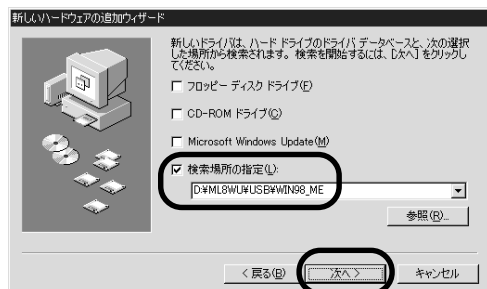 新しいハードウェアの追加ウィザード
新しいドライバは、ハード ドライブのドライバ データベースと、次の選択
した場所から検索されます。検索を開始するには、[次へ] をクリックし
てください。
フロッピー ディスク ドライブ(F)
CD-ROM ドライブ(C)
Microsoft Windows Update(M)
検索場所の指定(L):
D:¥ML8WU¥USB¥WIN98_ME
参照(R)...
< 戻る(B)
次へ >
キャンセル